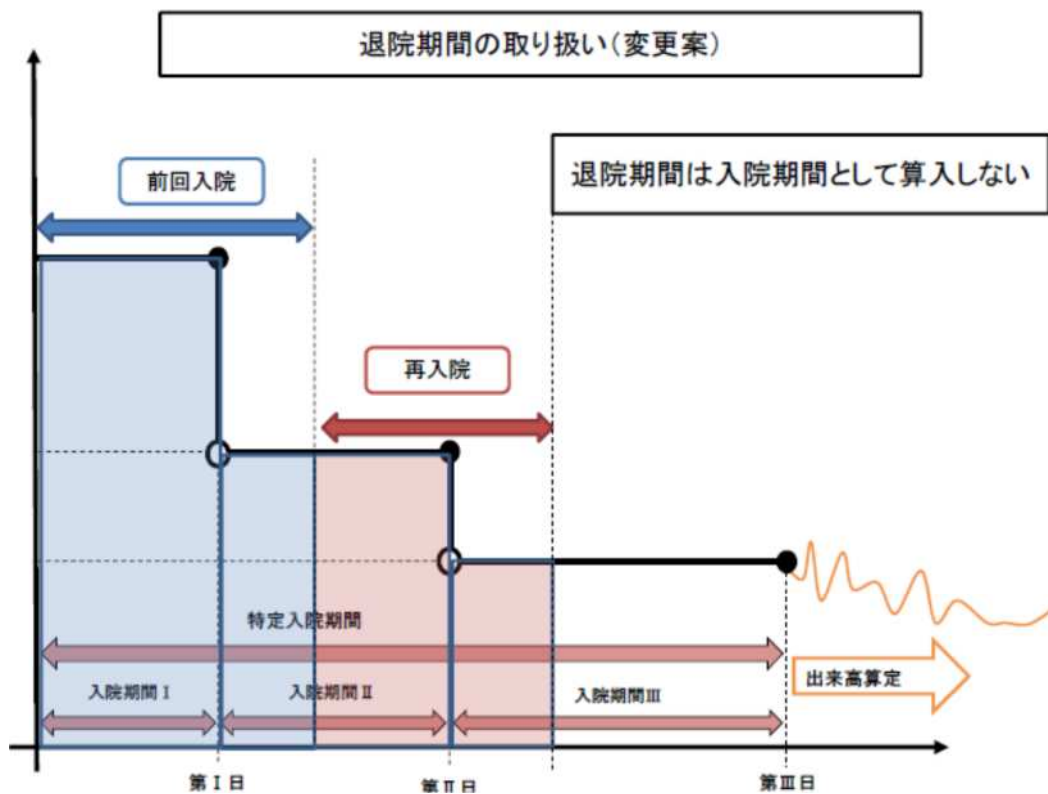 退院期間の取り扱い（変更案）
退院期間は入院期間として算入しない
前回入院
再入院
特定入院期間
入院期間Ⅰ
入院期間Ⅱ
入院期間Ⅲ
出来高算定
第Ⅰ日
第Ⅱ日
第Ⅲ日